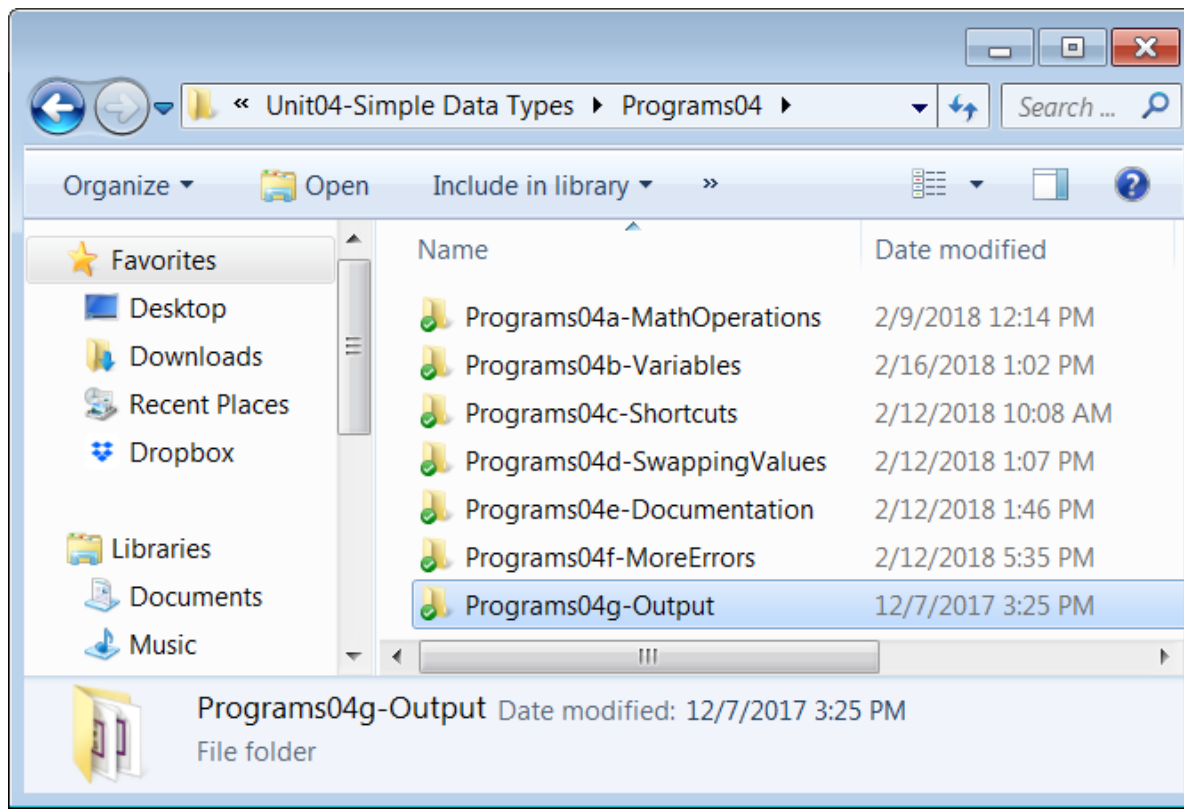 « Unit04-Simple Data Types ▸ Programs04 ▸ Search ...
Organize Open Include in library »
Name Date modified
Favorites
Desktop
Downloads
Recent Places
Dropbox
Libraries
Documents
Music
Programs04a-MathOperations 2/9/2018 12:14 PM
Programs04b-Variables 2/16/2018 1:02 PM
Programs04c-Shortcuts 2/12/2018 10:08 AM
Programs04d-SwappingValues 2/12/2018 1:07 PM
Programs04e-Documentation 2/12/2018 1:46 PM
Programs04f-MoreErrors 2/12/2018 5:35 PM
Programs04g-Output 12/7/2017 3:25 PM
Programs04g-Output Date modified: 12/7/2017 3:25 PM
File folder